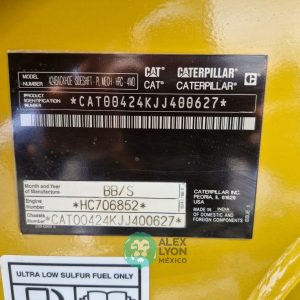 MODEL NUMBER
CAT CATERPILLAR
CAT CATERPILLAR
PRODUCT IDENTIFICATION NUMBER
*CAT00424KJJ400627*
Month and Year of Manufacture
BB/S
Engine Number
*HC706852*
Chassis Number
*CAT00424KJJ400627*
CATERPILLAR INC.
PEORIA, IL 61629
USA
MADE IN INDIA
OF DOMESTIC AND FOREIGN COMPONENTS
ALEX LYON
MÉXICO
ULTRA LOW SULFUR FUEL ONLY